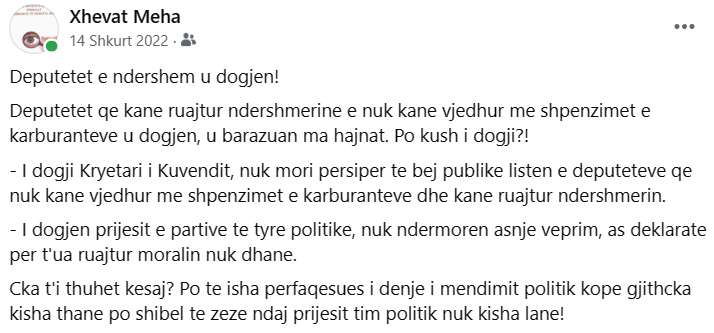 Xhevat Meha
14 Shkurt 2022 ·
Deputetet e ndershem u dogjen!
Deputetet qe kane ruajtur ndershmerine e nuk kane vjedhur me shpenzimet e
karburanteve u dogjen, u barazuan ma hajnat. Po kush i dogji?!
- I dogji Kryetari i Kuvendit, nuk mori persiper te bej publike listen e deputeteve qe
nuk kane vjedhur me shpenzimet e karburanteve dhe kane ruajtur ndershmerin.
- I dogjen prijesit e partive te tyre politike, nuk ndermoren asnje veprim, as deklarate
per t'ua ruajtur moralin nuk dhane.
Cka t'i thuhet kesaj? Po te isha perfaqesues i denje i mendimit politik kope gjithcka
kisha thane po shibel te zeze ndaj prijesit tim politik nuk kisha lane!